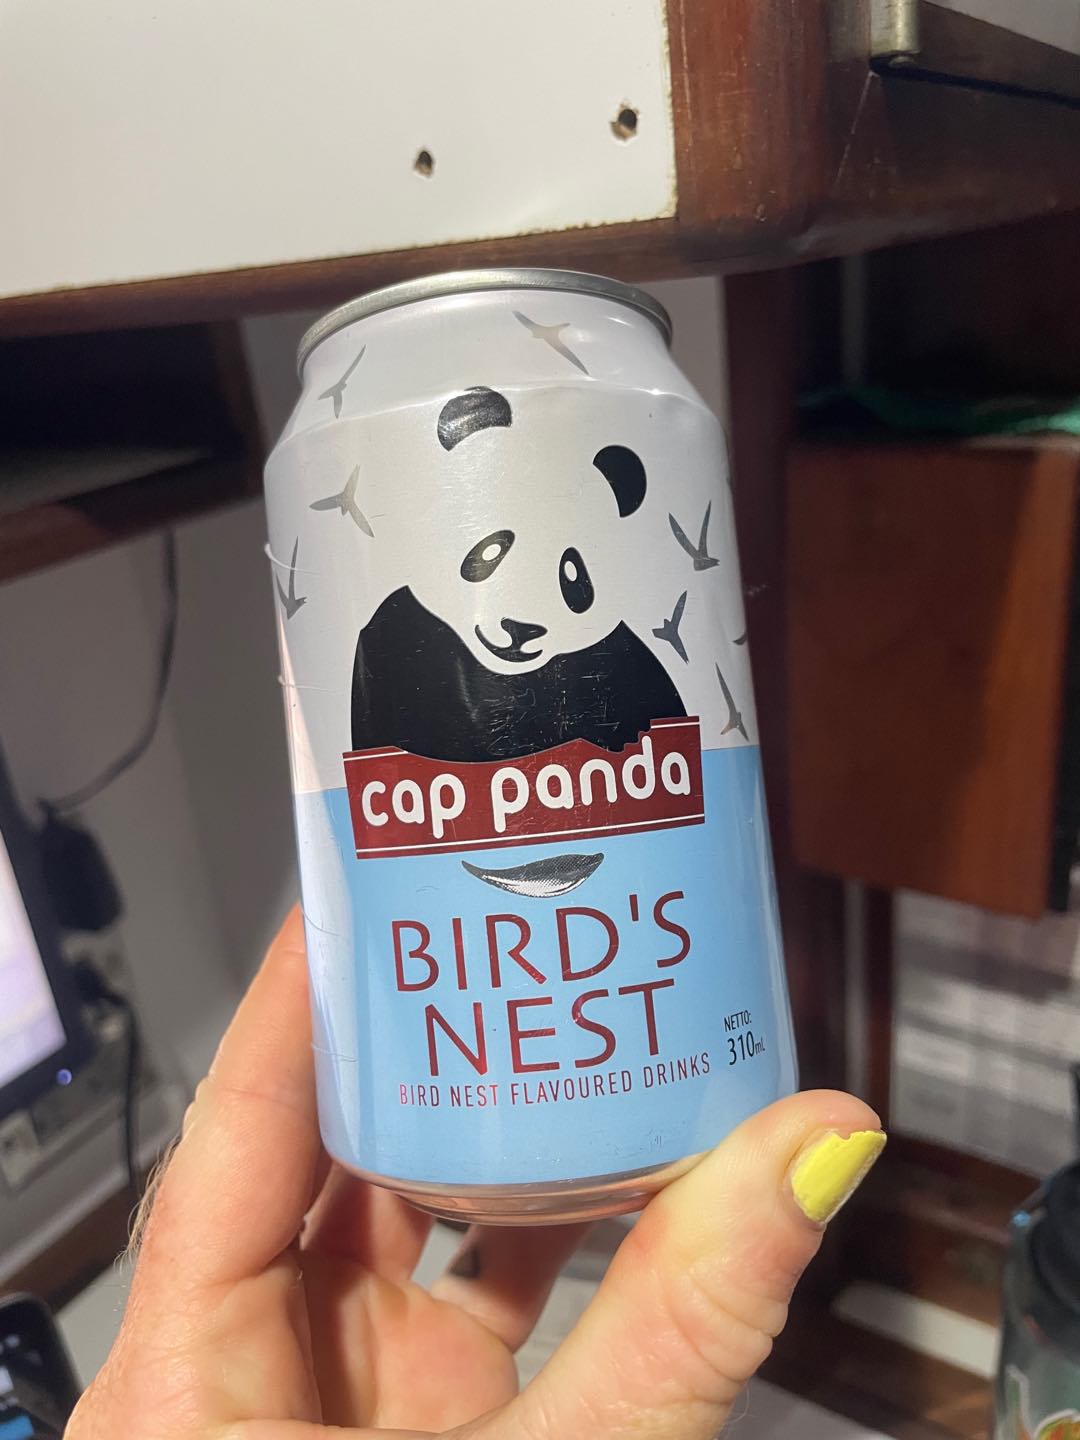 cap panda
BIRD'S
NEST
BIRD NEST FLAVOURED DRINKS
NETTO:
310mL